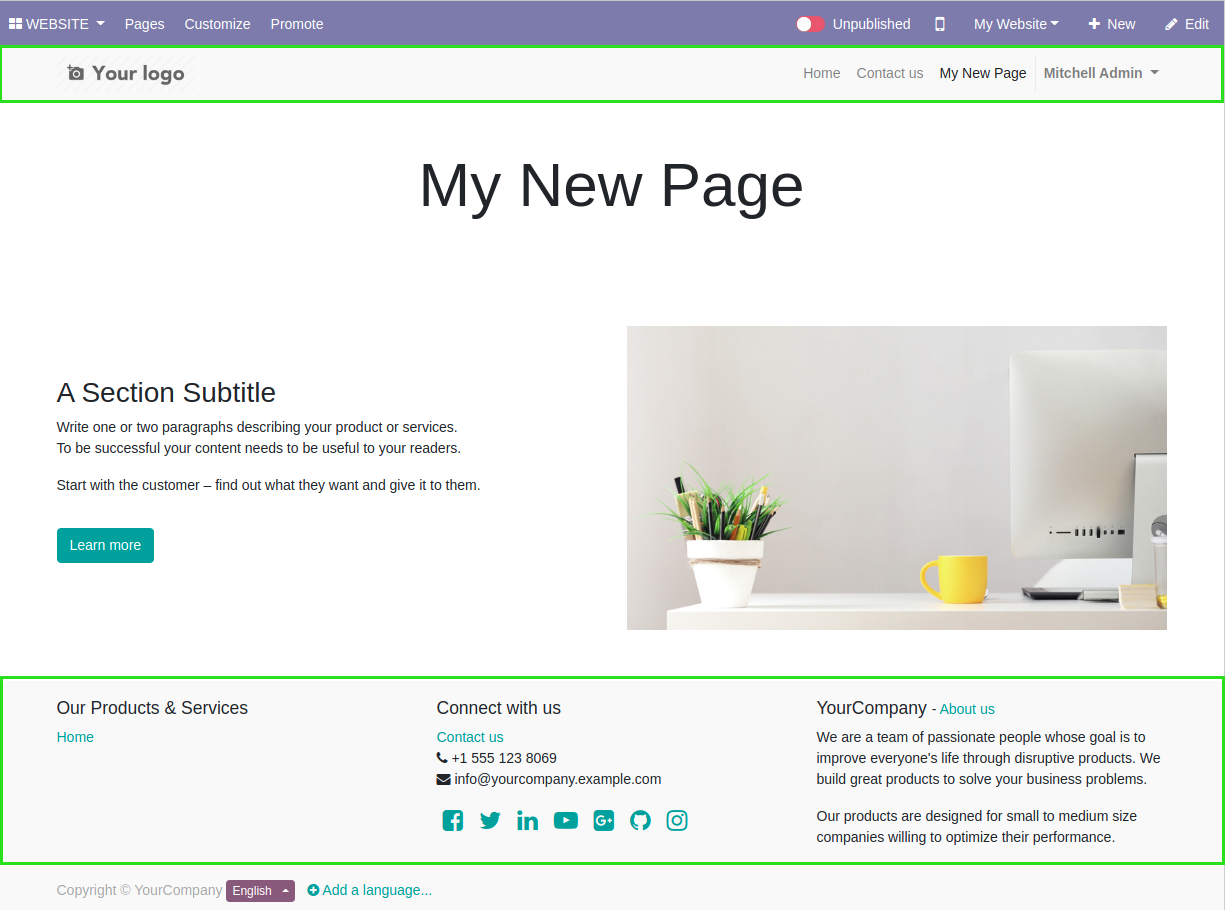 WEBSITE Pages Customize Promote Unpublished My Website New Edit
Your logo Home Contact us My New Page Mitchell Admin
My New Page
A Section Subtitle
Write one or two paragraphs describing your product or services.
To be successful your content needs to be useful to your readers.
Start with the customer – find out what they want and give it to them.
Learn more
Our Products & Services
Home
Connect with us
Contact us
+1 555 123 8069
info@yourcompany.example.com
YourCompany - About us
We are a team of passionate people whose goal is to
improve everyone's life through disruptive products. We
build great products to solve your business problems.
Our products are designed for small to medium size
companies willing to optimize their performance.
Copyright © YourCompany English Add a language...